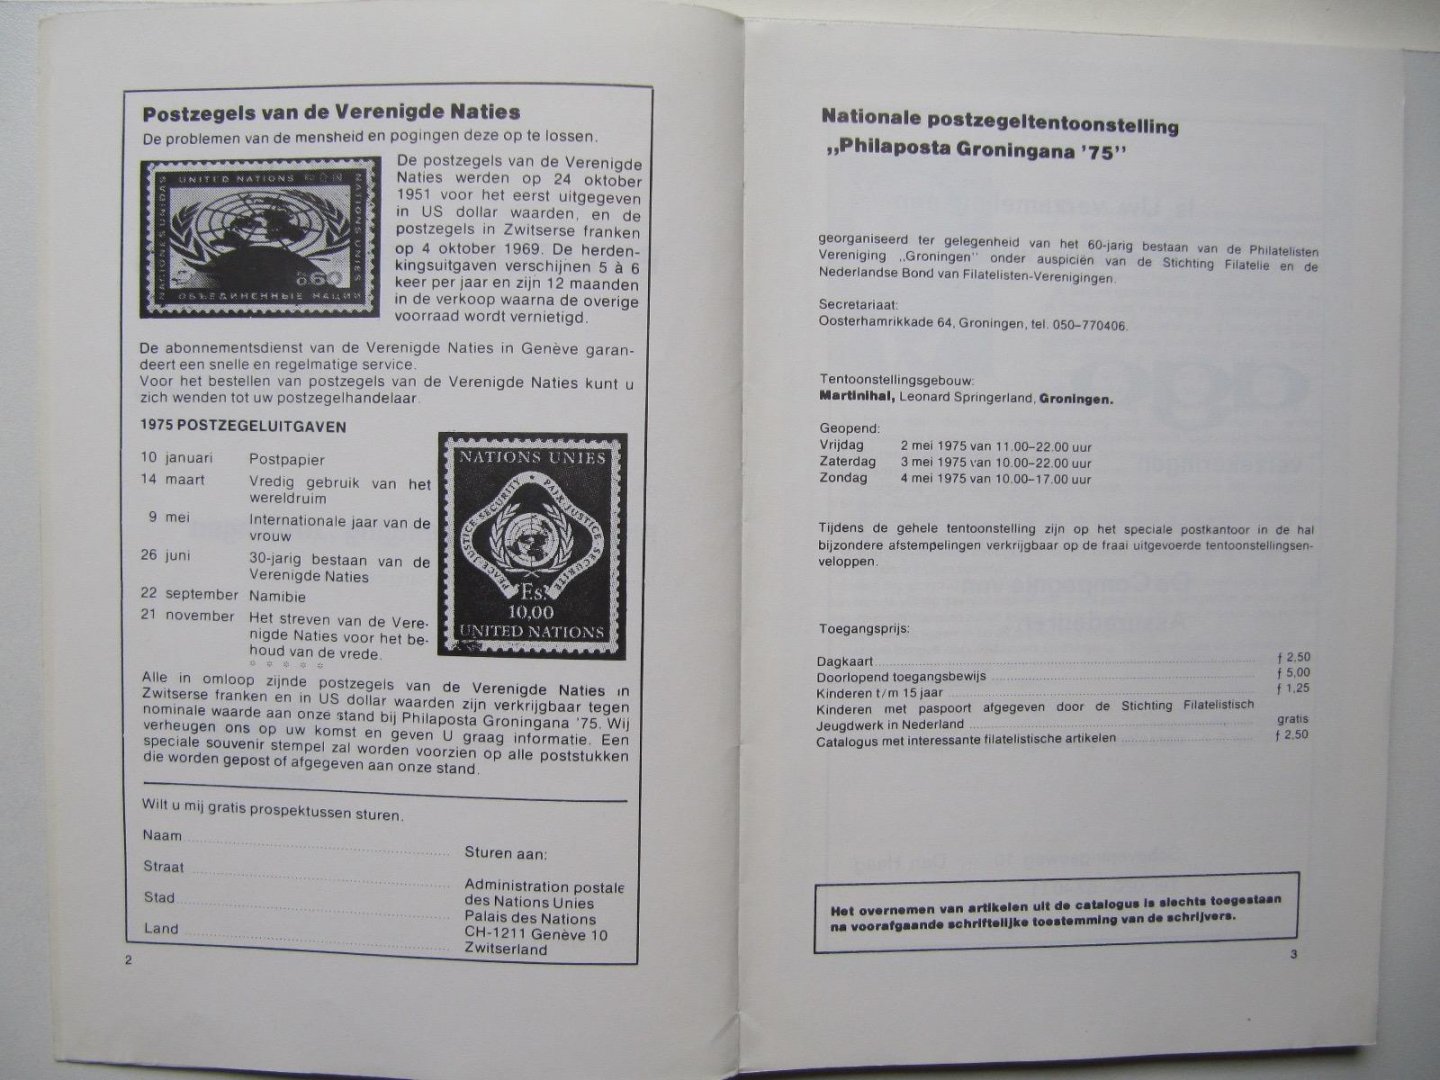 Postzegels van de Verenigde Naties
De problemen van de mensheid en pogingen deze op te lossen.
UNITED NATIONS
NACIONES UNIDAS
NATIONS UNIES
0.60
ОБЪЕДИНЕННЫЕ НАЦИИ
De postzegels van de Verenigde
Naties werden op 24 oktober
1951 voor het eerst uitgegeven
in US dollar waarden, en de
postzegels in Zwitserse franken
op 4 oktober 1969. De herden-
kingsuitgaven verschijnen 5 à 6
keer per jaar en zijn 12 maanden
in de verkoop waarna de overige
voorraad wordt vernietigd.
De abonnementsdienst van de Verenigde Naties in Genève garan-
deert een snelle en regelmatige service.
Voor het bestellen van postzegels van de Verenigde Naties kunt u
zich wenden tot uw postzegelhandelaar.
1975 POSTZEGELUITGAVEN
10 januari Postpapier
14 maart Vredig gebruik van het
wereldruim
9 mei Internationale jaar van de
vrouw
26 juni 30-jarig bestaan van de
Verenigde Naties
22 september Namibie
21 november Het streven van de Vere-
nigde Naties voor het be-
houd van de vrede.
* * * * *
NATIONS UNIES
PEACE·JUSTICE·SECURITY
PAIX·JUSTICE·SECURITE
F.s.
10,00
UNITED NATIONS
Alle in omloop zijnde postzegels van de Verenigde Naties in
Zwitserse franken en in US dollar waarden zijn verkrijgbaar tegen
nominale waarde aan onze stand bij Philaposta Groningana '75. Wij
verheugen ons op uw komst en geven U graag informatie. Een
speciale souvenir stempel zal worden voorzien op alle poststukken
die worden gepost of afgegeven aan onze stand.
Wilt u mij gratis prospektussen sturen.
Naam
Straat
Stad
Land
Sturen aan:
Administration postale
des Nations Unies
Palais des Nations
CH-1211 Genève 10
Zwitserland
2
Nationale postzegeltentoonstelling
„Philaposta Groningana '75"
georganiseerd ter gelegenheid van het 60-jarig bestaan van de Philatelisten
Vereniging „Groningen" onder auspiciën van de Stichting Filatelie en de
Nederlandse Bond van Filatelisten-Verenigingen.
Secretariaat:
Oosterhamrikkade 64, Groningen, tel. 050-770406.
Tentoonstellingsgebouw:
Martinihal, Leonard Springerland, Groningen.
Geopend:
Vrijdag 2 mei 1975 van 11.00-22.00 uur
Zaterdag 3 mei 1975 van 10.00-22.00 uur
Zondag 4 mei 1975 van 10.00-17.00 uur
Tijdens de gehele tentoonstelling zijn op het speciale postkantoor in de hal
bijzondere afstempelingen verkrijgbaar op de fraai uitgevoerde tentoonstellingsen-
veloppen.
Toegangsprijs:
Dagkaart f 2,50
Doorlopend toegangsbewijs f 5,00
Kinderen t/m 15 jaar f 1,25
Kinderen met paspoort afgegeven door de Stichting Filatelistisch
Jeugdwerk in Nederland gratis
Catalogus met interessante filatelistische artikelen f 2,50
Het overnemen van artikelen uit de catalogus is slechts toegestaan
na voorafgaande schriftelijke toestemming van de schrijvers.
3